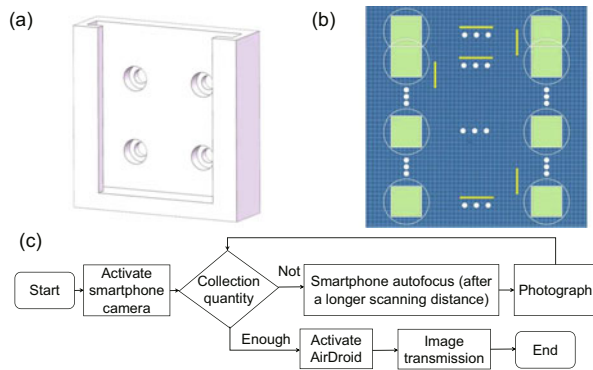 (a)
(b)
(c)
Start
Activate
smartphone
camera
Collection
quantity
Not
Smartphone autofocus (after
a longer scanning distance)
Photograph
Enough
Activate
AirDroid
Image
transmission
End